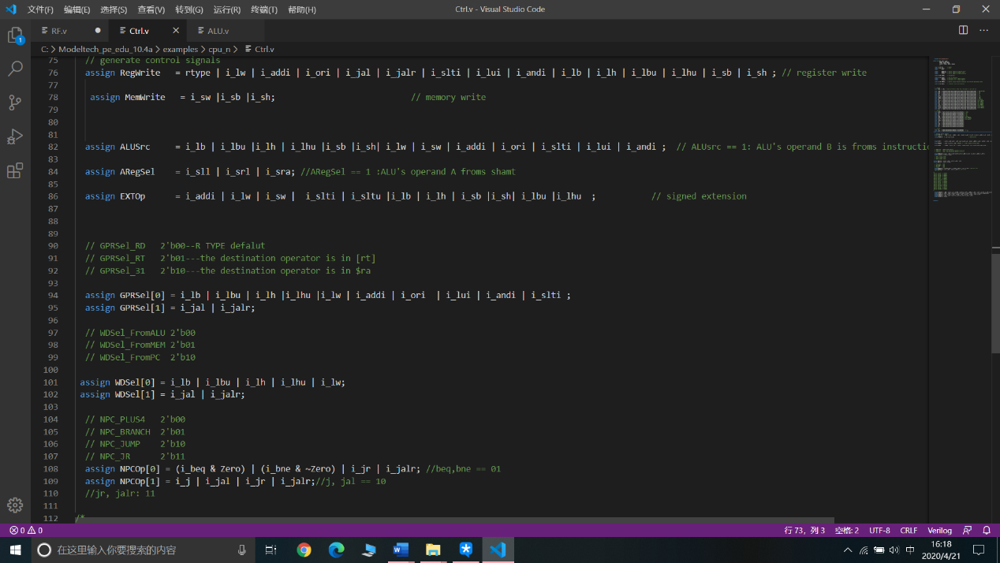 文件(F) 编辑(E) 选择(S) 查看(V) 转到(G) 运行(R) 终端(T) 帮助(H) Ctrl.v - Visual Studio Code
RF.v Ctrl.v ALU.v
C: > Modeltech_pe_edu_10.4a > examples > cpu_n > Ctrl.v
1
75 // generate control signals
76 assign RegWrite   = rtype | i_lw | i_addi | i_ori | i_jal | i_jalr | i_slti | i_lui | i_andi | i_lb | i_lh | i_lbu | i_lhu | i_sb | i_sh ; // register write
77
78 assign MemWrite   = i_sw |i_sb |i_sh;                            // memory write
79
80
81
82 assign ALUSrc     = i_lb | i_lbu |i_lh | i_lhu |i_sb |i_sh| i_lw | i_sw | i_addi | i_ori | i_slti | i_lui | i_andi ;  // ALUsrc == 1: ALU's operand B is froms instructi
83
84 assign ARegSel    = i_sll | i_srl | i_sra; //ARegSel == 1 :ALU's operand A froms shamt
85
86 assign EXTOp      = i_addi | i_lw | i_sw |  i_slti | i_sltu |i_lb | i_lh | i_sb |i_sh| i_lbu |i_lhu  ;            // signed extension
87
88
89
90 // GPRSel_RD   2'b00--R TYPE defalut
91 // GPRSel_RT   2'b01---the destination operator is in [rt]
92 // GPRSel_31   2'b10---the destination operator is in $ra
93
94 assign GPRSel[0] = i_lb | i_lbu | i_lh |i_lhu |i_lw | i_addi | i_ori  | i_lui | i_andi | i_slti ;
95 assign GPRSel[1] = i_jal | i_jalr;
96
97 // WDSel_FromALU 2'b00
98 // WDSel_FromMEM 2'b01
99 // WDSel_FromPC  2'b10
100
101 assign WDSel[0] = i_lb | i_lbu | i_lh | i_lhu | i_lw;
102 assign WDSel[1] = i_jal | i_jalr;
103
104 // NPC_PLUS4   2'b00
105 // NPC_BRANCH  2'b01
106 // NPC_JUMP    2'b10
107 // NPC_JR      2'b11
108 assign NPCOp[0] = (i_beq & Zero) | (i_bne & ~Zero) | i_jr | i_jalr; //beq,bne == 01
109 assign NPCOp[1] = i_j | i_jal | i_jr | i_jalr;//j, jal == 10
110 //jr, jalr: 11
111
112 /*
0 0 行 73，列 3 空格: 2 UTF-8 CRLF Verilog
在这里输入你要搜索的内容 中 16:18
2020/4/21